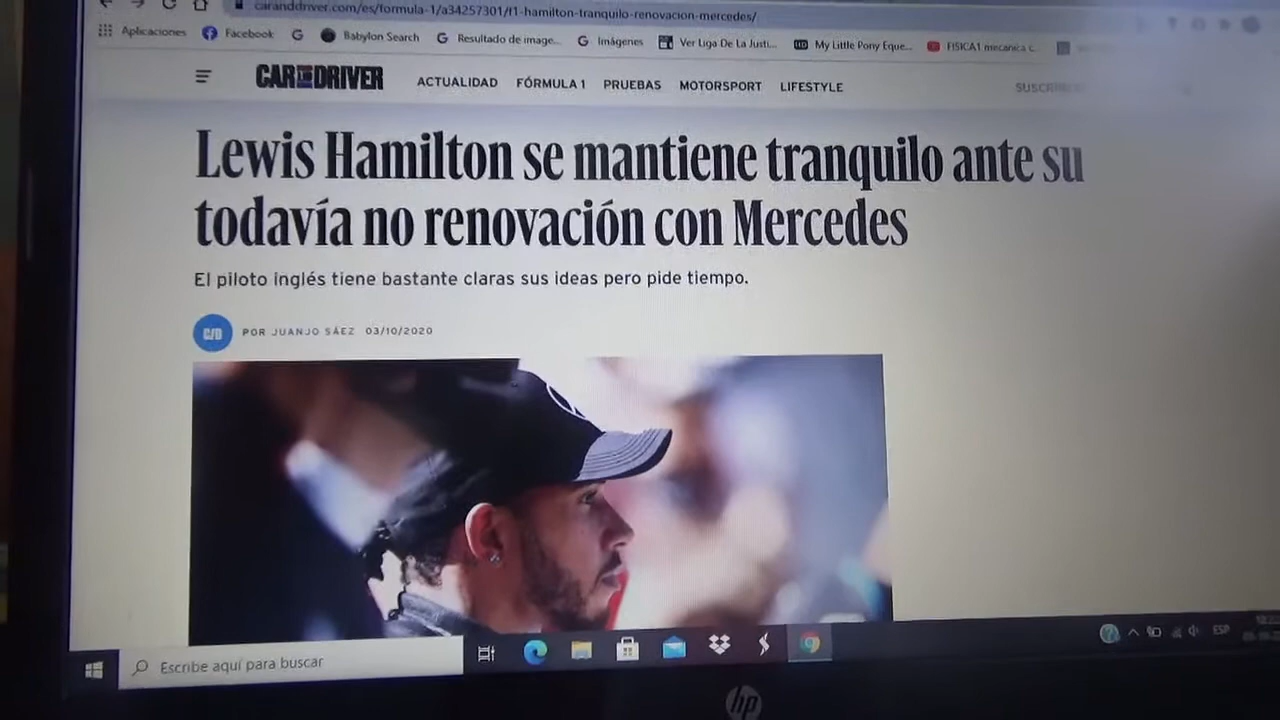 caranddriver.com/es/formula-1/a34257301/f1-hamilton-tranquilo-renovacion-mercedes/
Aplicaciones Facebook Babylon Search Resultado de image... Imágenes Ver Liga De La Justi... My Little Pony Eque... FISICA1 mecanica c...
CAR AND DRIVER ACTUALIDAD FÓRMULA 1 PRUEBAS MOTORSPORT LIFESTYLE
Lewis Hamilton se mantiene tranquilo ante su
todavía no renovación con Mercedes
El piloto inglés tiene bastante claras sus ideas pero pide tiempo.
C/D POR JUANJO SÁEZ 03/10/2020
Escribe aquí para buscar ESP
hp